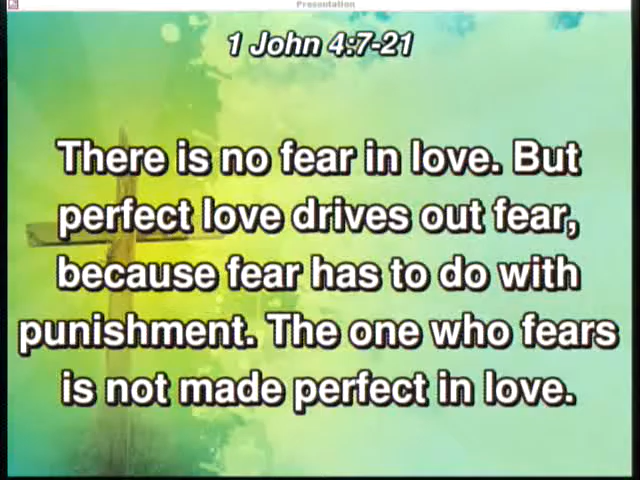 Presentation
1 John 4:7-21
There is no fear in love. But
perfect love drives out fear,
because fear has to do with
punishment. The one who fears
is not made perfect in love.